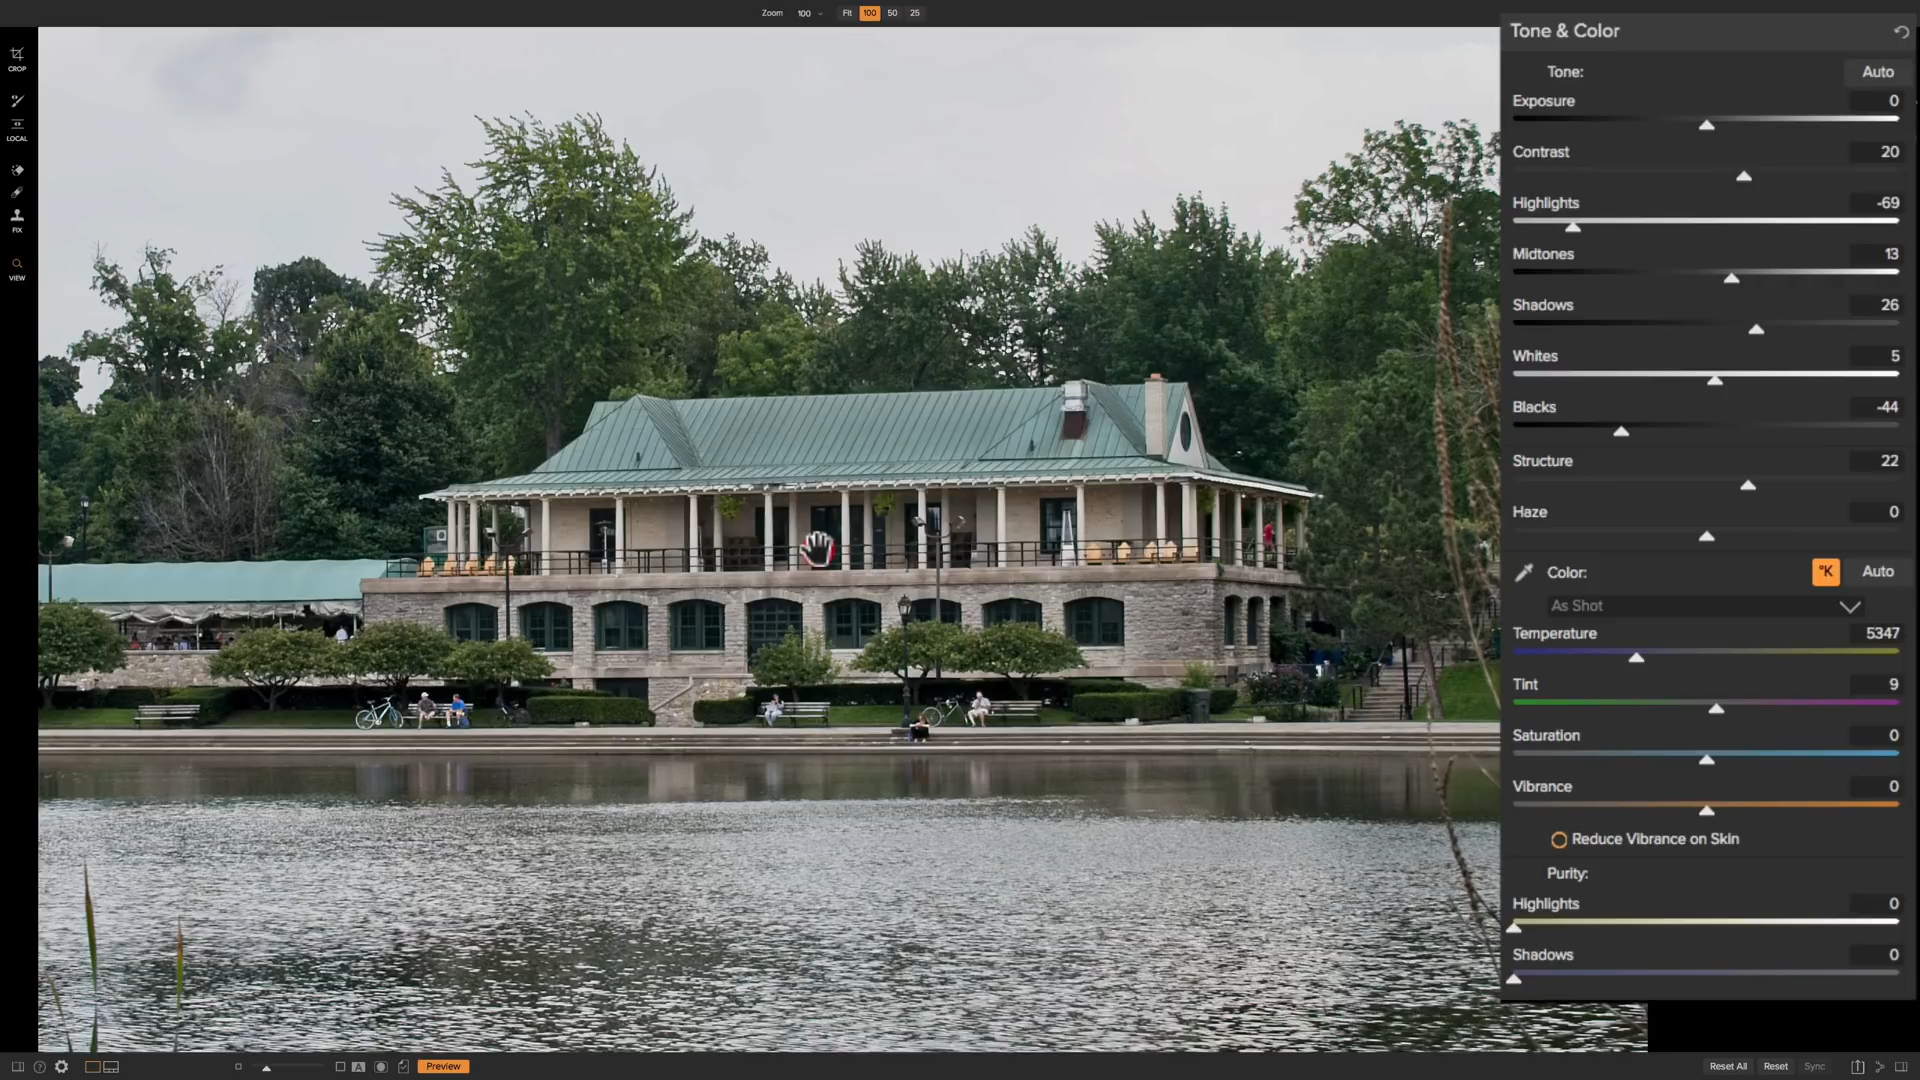 Zoom 100 Fit 100 50 25
CROP
LOCAL
FIX
VIEW
Tone & Color
Tone: Auto
Exposure 0
Contrast 20
Highlights -69
Midtones 13
Shadows 26
Whites 5
Blacks -44
Structure 22
Haze 0
Color: °K Auto
As Shot
Temperature 5347
Tint 9
Saturation 0
Vibrance 0
Reduce Vibrance on Skin
Purity:
Highlights 0
Shadows 0
? A Preview Reset All Reset Sync